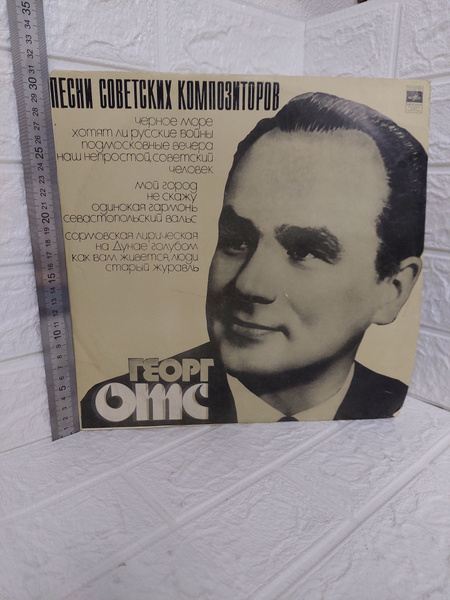 ПЕСНИ СОВЕТСКИХ КОМПОЗИТОРОВ
черное море
хотят ли русские войны
подмосковные вечера
наш непростой, советский
человек
мой город
не скажу
одинокая гармонь
севастопольский вальс
сормовская лирическая
на Дунае голубом
как вам живется, люди
старый журавль
ГЕОРГ
ОТС